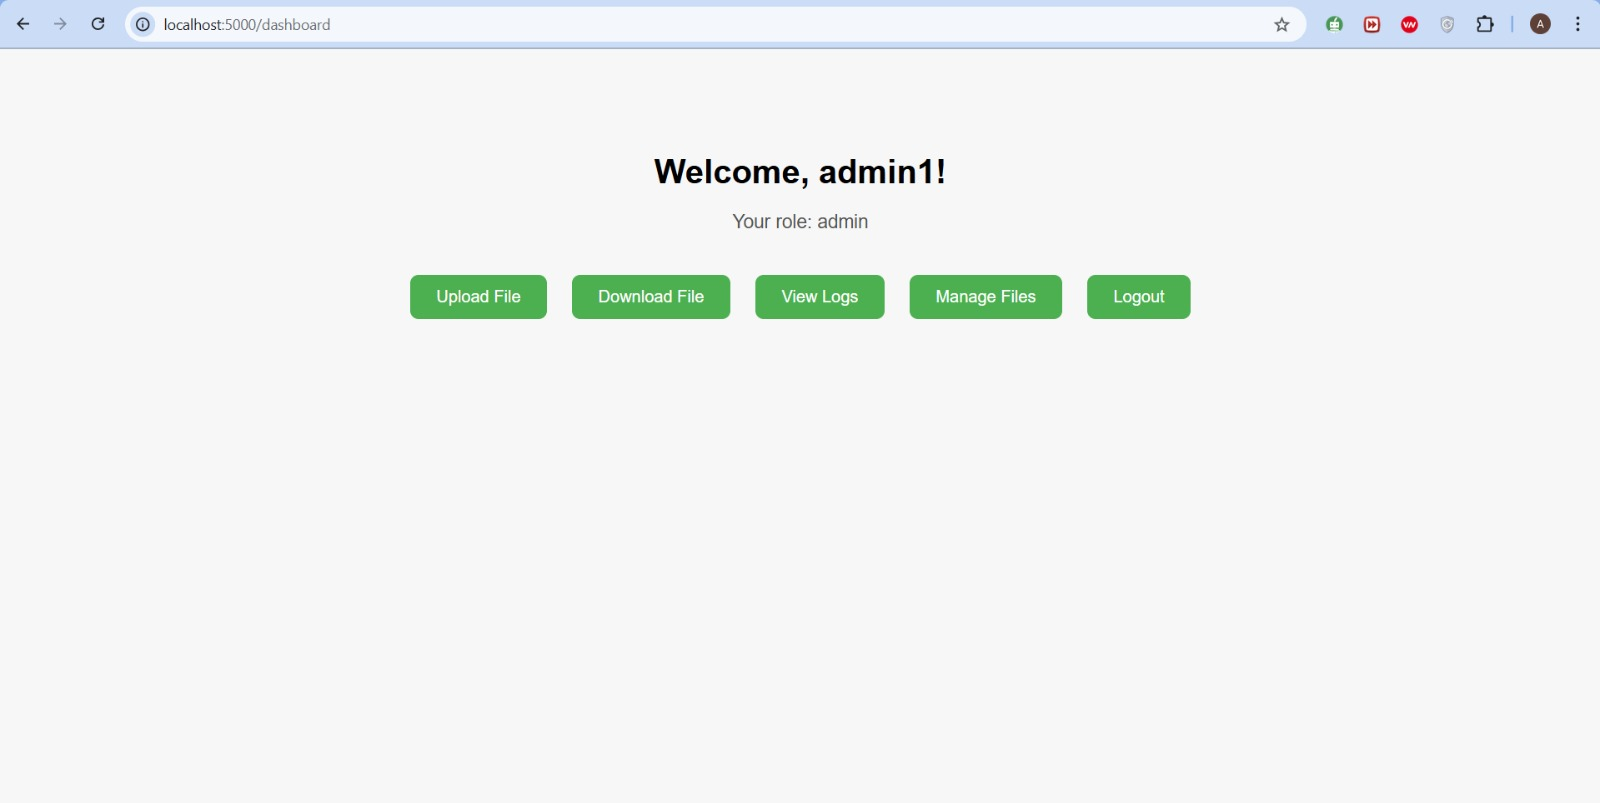 localhost:5000/dashboard
A
Welcome, admin1!
Your role: admin
Upload File Download File View Logs Manage Files Logout